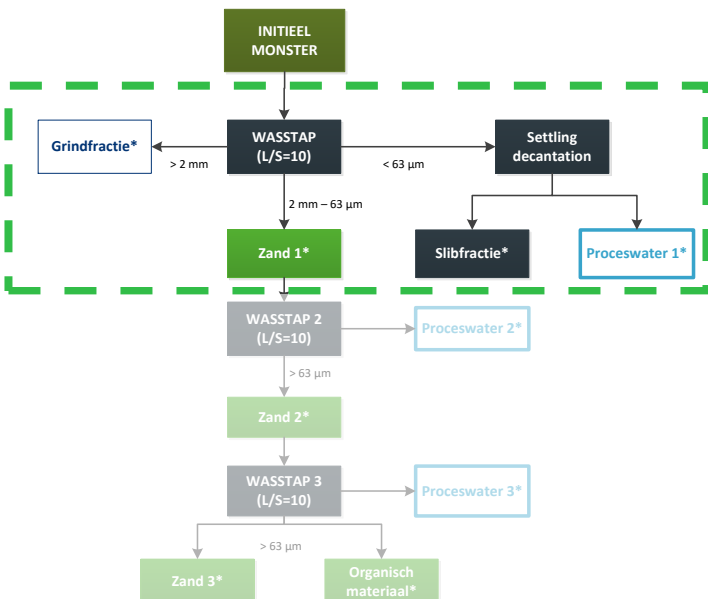 INITIEEL
MONSTER
Grindfractie*
> 2 mm
WASSTAP
(L/S=10)
< 63 µm
Settling
decantation
2 mm – 63 µm
Zand 1*
Slibfractie*
Proceswater 1*
WASSTAP 2
(L/S=10)
Proceswater 2*
> 63 µm
Zand 2*
WASSTAP 3
(L/S=10)
Proceswater 3*
> 63 µm
Zand 3*
Organisch
materiaal*